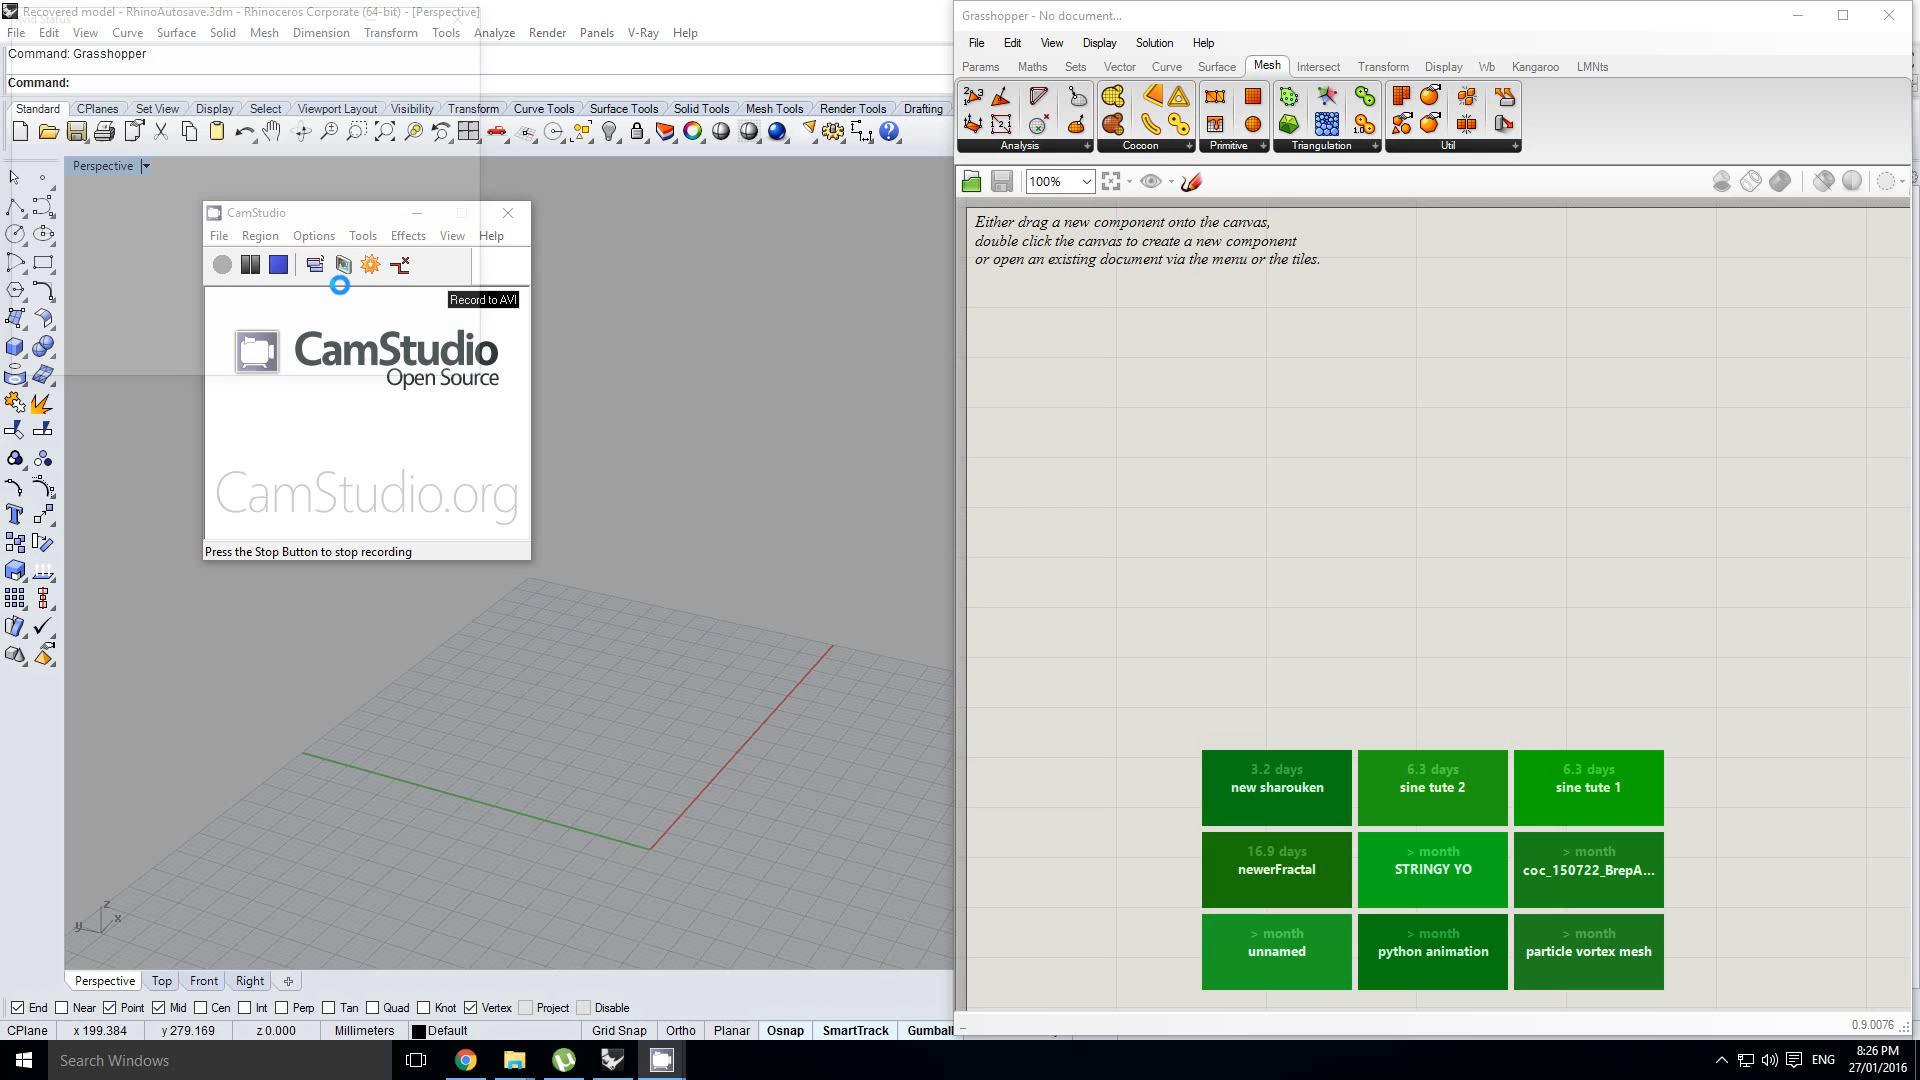 Recovered model - RhinoAutosave.3dm - Rhinoceros Corporate (64-bit) - [Perspective]
File Edit View Curve Surface Solid Mesh Dimension Transform Tools Analyze Render Panels V-Ray Help
Command: Grasshopper
Command:
Standard CPlanes Set View Display Select Viewport Layout Visibility Transform Curve Tools Surface Tools Solid Tools Mesh Tools Render Tools Drafting
Perspective
CamStudio
File Region Options Tools Effects View Help
Record to AVI
CamStudio
Open Source
CamStudio.org
Press the Stop Button to stop recording
z
y x
Perspective Top Front Right
End Near Point Mid Cen Int Perp Tan Quad Knot Vertex Project Disable
CPlane x 199.384 y 279.169 z 0.000 Millimeters Default Grid Snap Ortho Planar Osnap SmartTrack Gumball
Grasshopper - No document...
File Edit View Display Solution Help
Params Maths Sets Vector Curve Surface Mesh Intersect Transform Display Wb Kangaroo LMNts
Analysis Cocoon Primitive Triangulation Util
100%
Either drag a new component onto the canvas,
double click the canvas to create a new component
or open an existing document via the menu or the tiles.
3.2 days 6.3 days 6.3 days
new sharouken sine tute 2 sine tute 1
16.9 days > month > month
newerFractal STRINGY YO coc_150722_BrepA...
> month > month > month
unnamed python animation particle vortex mesh
0.9.0076
Search Windows
ENG
8:26 PM
27/01/2016